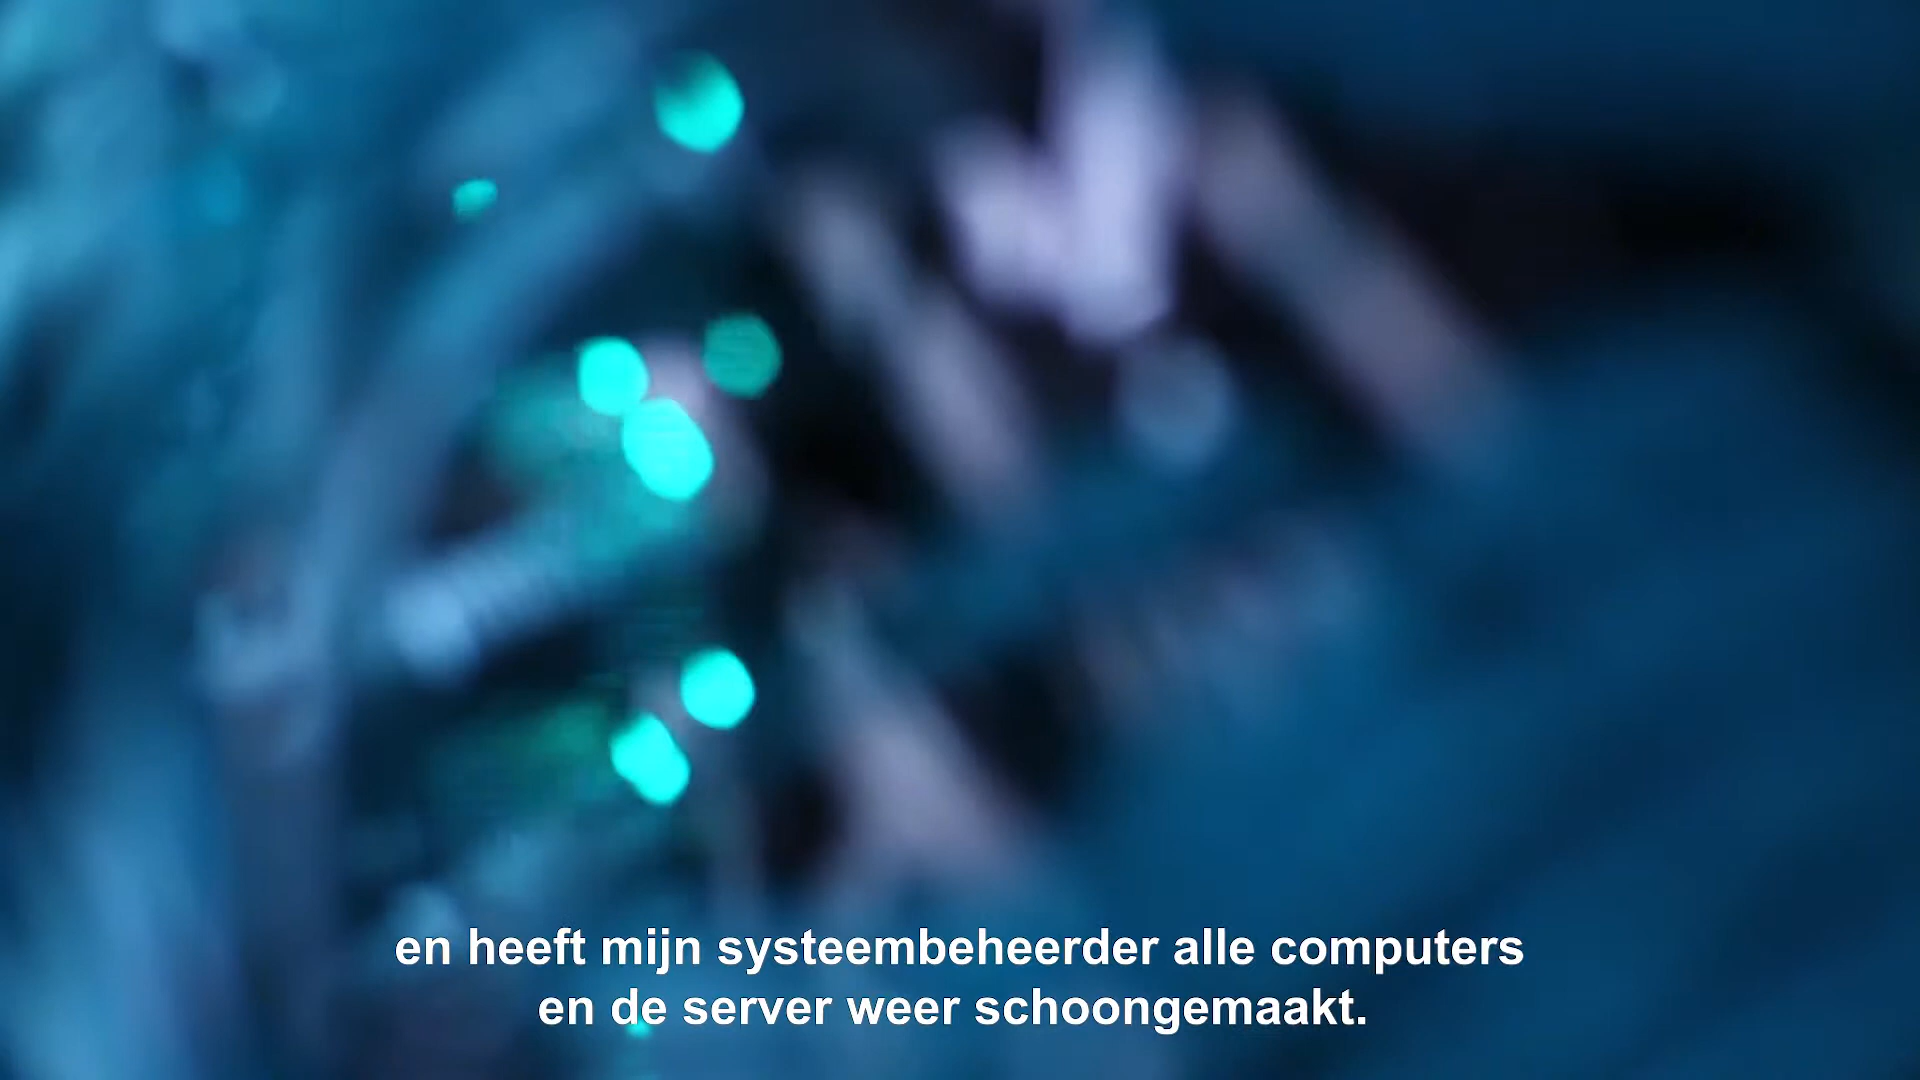 en heeft mijn systeembeheerder alle computers
en de server weer schoongemaakt.